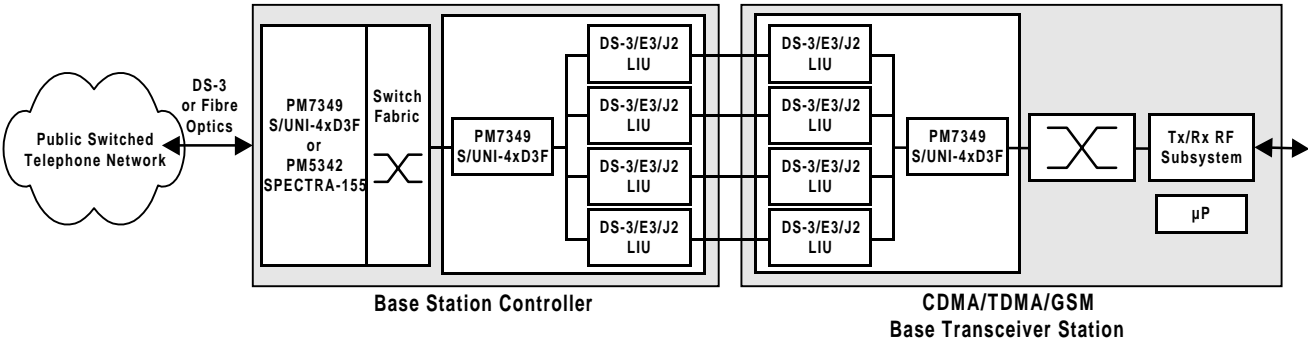 Public Switched
Telephone Network
DS-3
or Fibre
Optics
PM7349
S/UNI-4xD3F
or
PM5342
SPECTRA-155
Switch
Fabric
PM7349
S/UNI-4xD3F
DS-3/E3/J2
LIU
DS-3/E3/J2
LIU
DS-3/E3/J2
LIU
DS-3/E3/J2
LIU
Base Station Controller
DS-3/E3/J2
LIU
DS-3/E3/J2
LIU
DS-3/E3/J2
LIU
DS-3/E3/J2
LIU
PM7349
S/UNI-4xD3F
Tx/Rx RF
Subsystem
µP
CDMA/TDMA/GSM
Base Transceiver Station